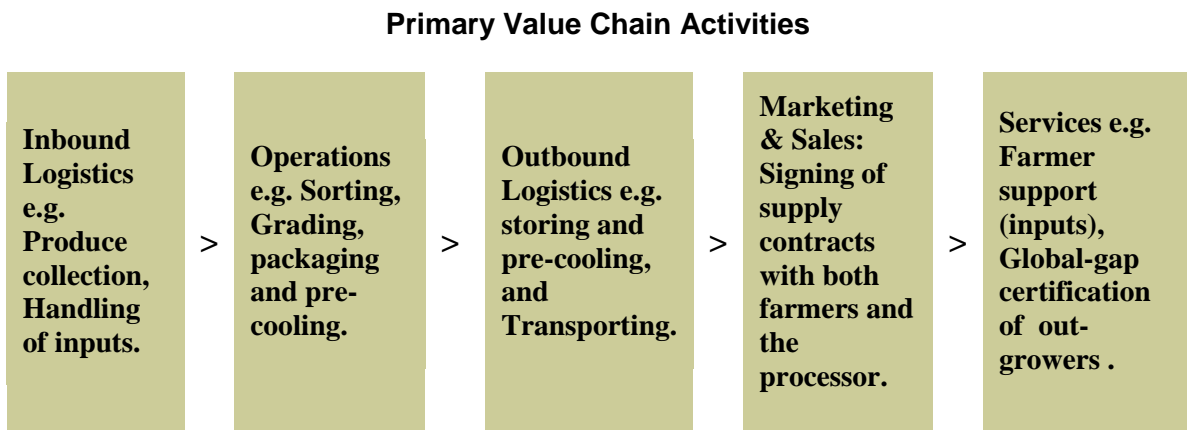 Primary Value Chain Activities
Inbound
Logistics
e.g.
Produce
collection,
Handling
of inputs.
>
Operations
e.g. Sorting,
Grading,
packaging
and pre-
cooling.
>
Outbound
Logistics e.g.
storing and
pre-cooling,
and
Transporting.
>
Marketing
& Sales:
Signing of
supply
contracts
with both
farmers and
the
processor.
>
Services e.g.
Farmer
support
(inputs),
Global-gap
certification
of out-
growers .